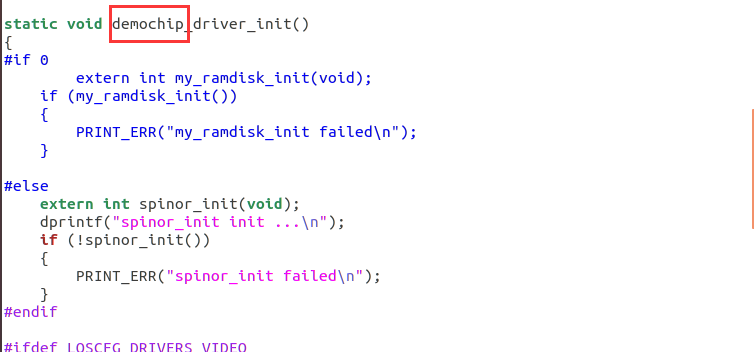 static void demochip_driver_init()
{
#if 0
        extern int my_ramdisk_init(void);
    if (my_ramdisk_init())
    {
        PRINT_ERR("my_ramdisk_init failed\n");
    }
#else
    extern int spinor_init(void);
    dprintf("spinor_init init ...\n");
    if (!spinor_init())
    {
        PRINT_ERR("spinor_init failed\n");
    }
#endif
#ifdef LOSCFG_DRIVERS_VIDEO